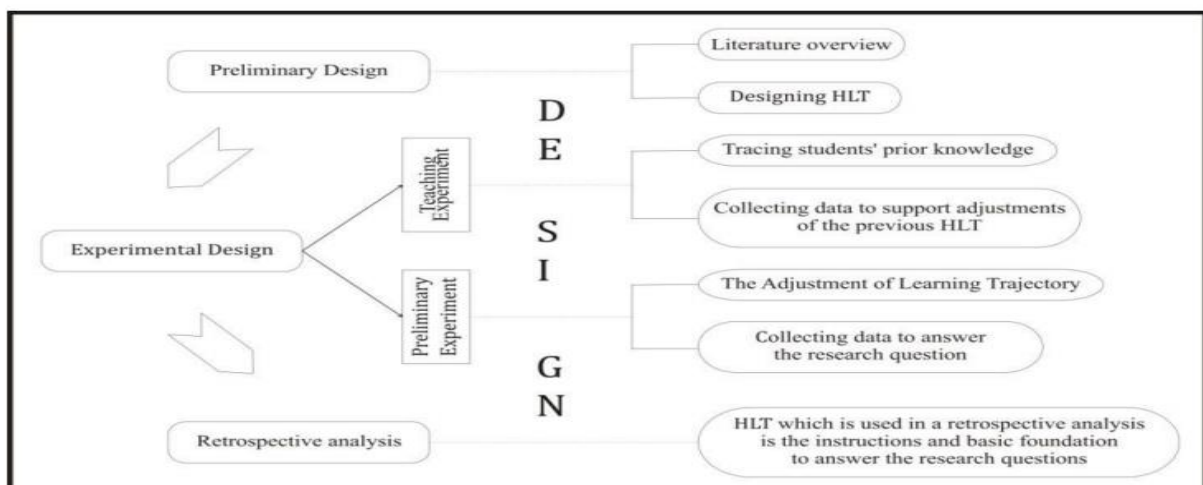 Preliminary Design
Literature overview
Designing HLT
D
E
S
I
G
N
Teaching
Experiment
Tracing students' prior knowledge
Collecting data to support adjustments
of the previous HLT
Experimental Design
Preliminary
Experiment
The Adjustment of Learning Trajectory
Collecting data to answer
the research question
Retrospective analysis
HLT which is used in a retrospective analysis
is the instructions and basic foundation
to answer the research questions